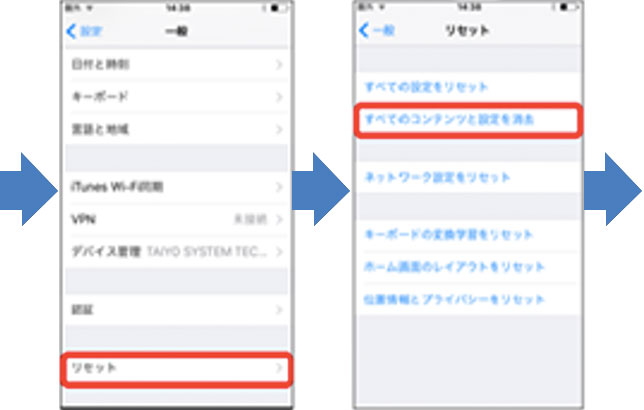 14:38
設定
一般
日付と時刻
キーボード
言語と地域
iTunes Wi-Fi同期
VPN 未接続
デバイス管理 TAIYO SYSTEM TEC...
認証
リセット
14:38
一般
リセット
すべての設定をリセット
すべてのコンテンツと設定を消去
ネットワーク設定をリセット
キーボードの変換学習をリセット
ホーム画面のレイアウトをリセット
位置情報とプライバシーをリセット